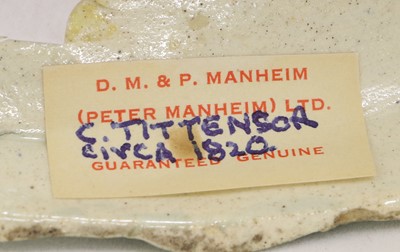 D. M. & P. MANHEIM
(PETER MANHEIM) LTD.
C. TITTENSOR
CIRCA 1820
GUARANTEED GENUINE